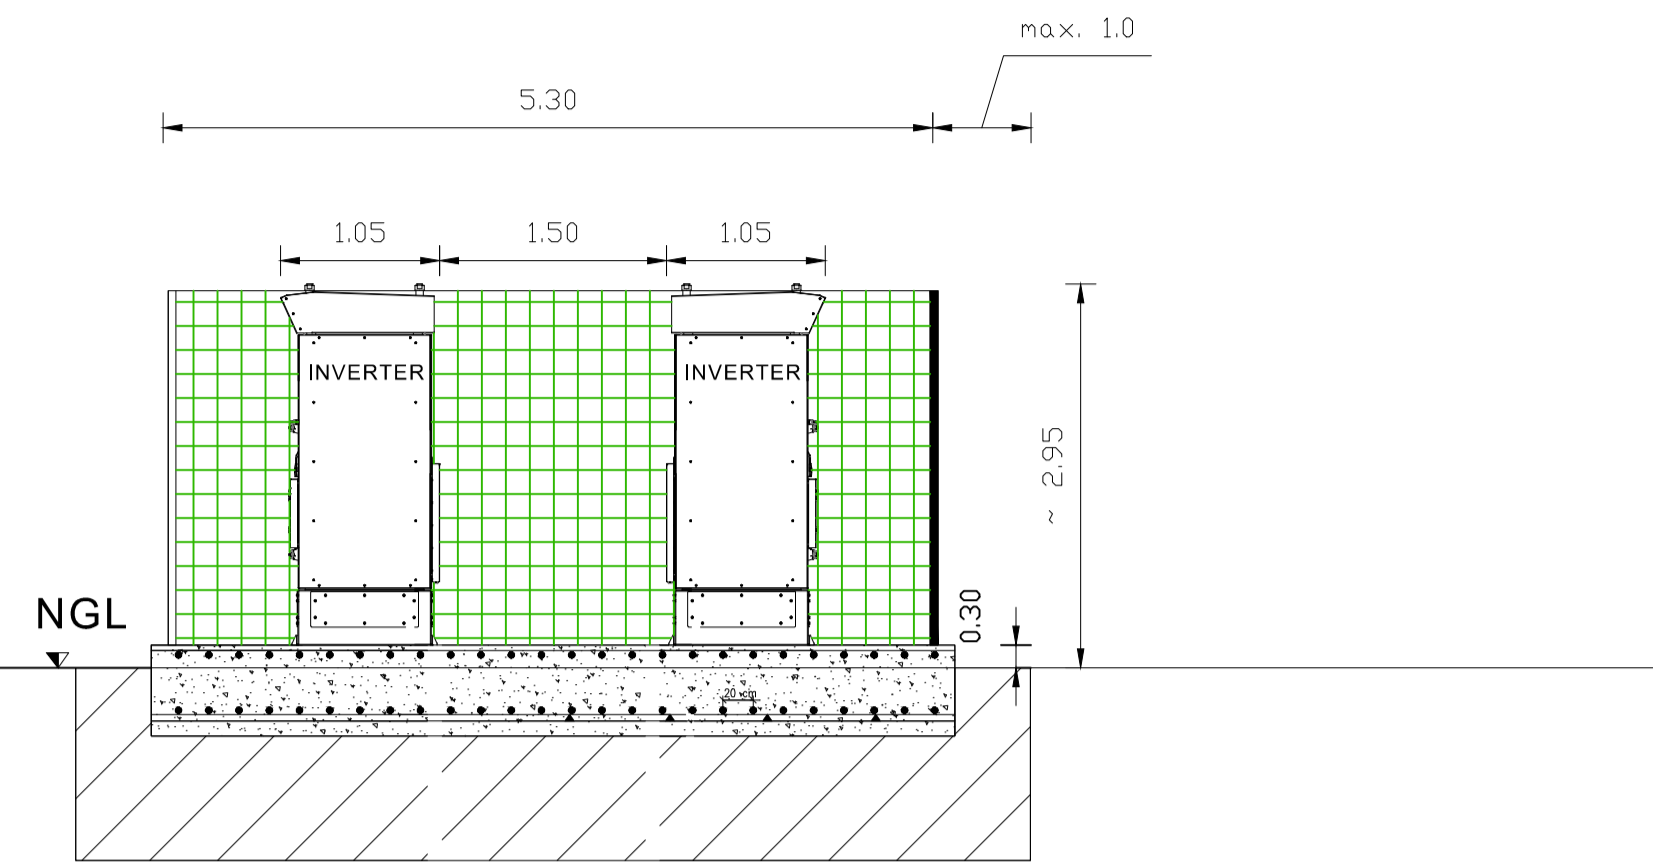 max. 1.0
5.30
1.05 1.50 1.05
INVERTER INVERTER
~ 2.95
0.30
NGL
20 cm